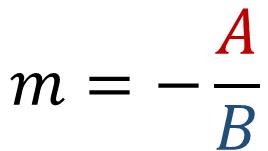 m = − A/B